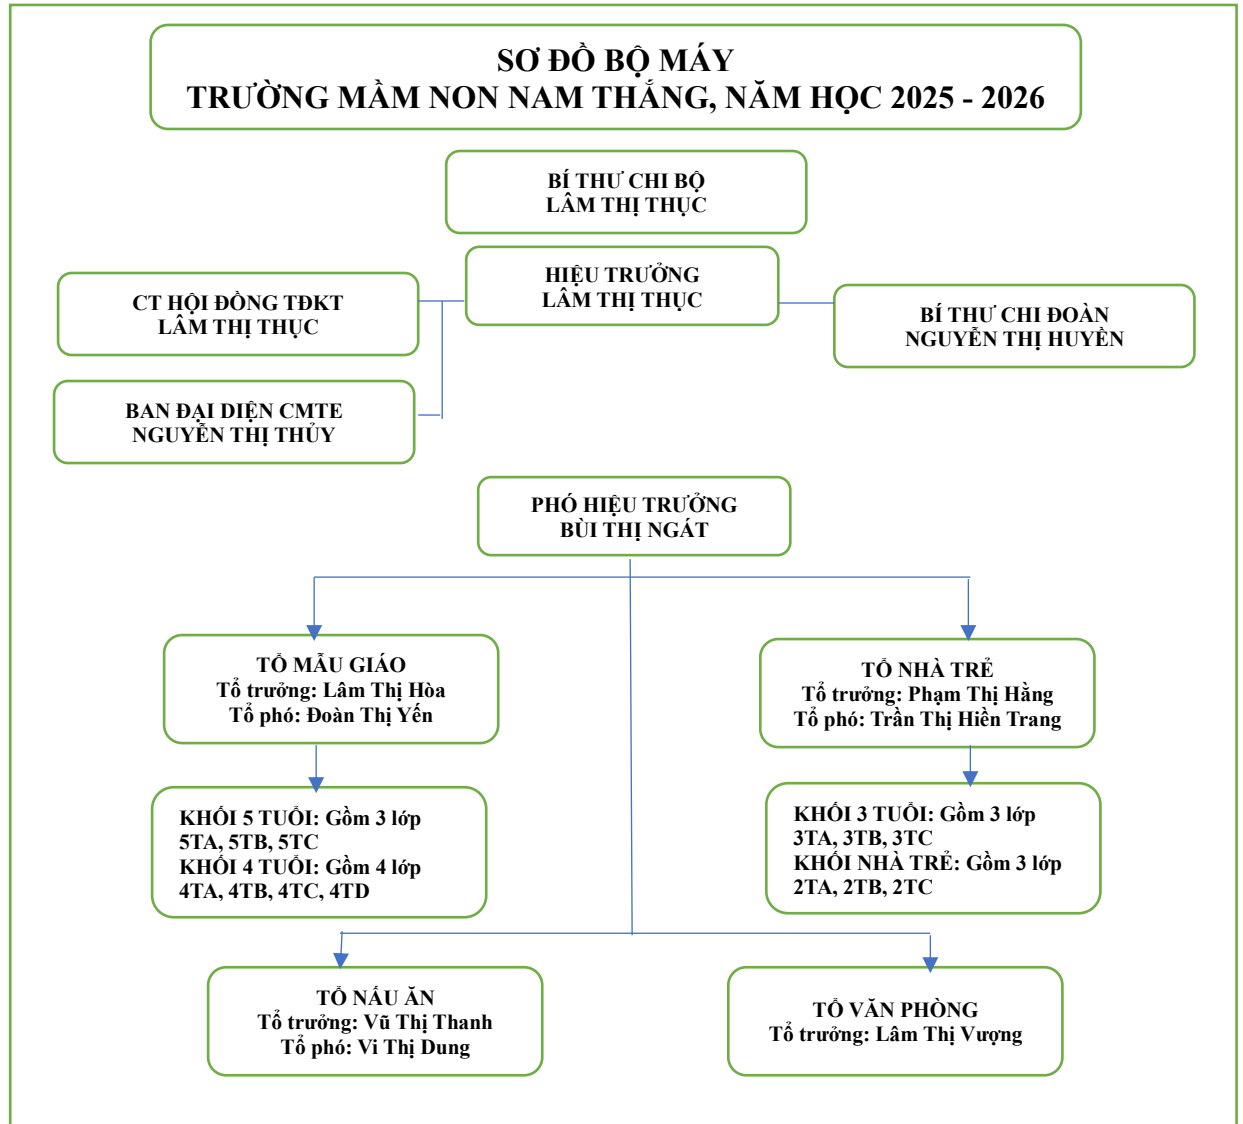 SƠ ĐỒ BỘ MÁY
TRƯỜNG MẦM NON NAM THẮNG, NĂM HỌC 2025 - 2026
BÍ THƯ CHI BỘ
LÂM THỊ THỤC
HIỆU TRƯỞNG
LÂM THỊ THỤC
CT HỘI ĐỒNG TĐKT
LÂM THỊ THỤC
BÍ THƯ CHI ĐOÀN
NGUYỄN THỊ HUYỀN
BAN ĐẠI DIỆN CMTE
NGUYỄN THỊ THỦY
PHÓ HIỆU TRƯỞNG
BÙI THỊ NGÁT
TỔ MẪU GIÁO
Tổ trưởng: Lâm Thị Hòa
Tổ phó: Đoàn Thị Yến
TỔ NHÀ TRẺ
Tổ trưởng: Phạm Thị Hằng
Tổ phó: Trần Thị Hiền Trang
KHỐI 5 TUỔI: Gồm 3 lớp
5TA, 5TB, 5TC
KHỐI 4 TUỔI: Gồm 4 lớp
4TA, 4TB, 4TC, 4TD
KHỐI 3 TUỔI: Gồm 3 lớp
3TA, 3TB, 3TC
KHỐI NHÀ TRẺ: Gồm 3 lớp
2TA, 2TB, 2TC
TỔ NẤU ĂN
Tổ trưởng: Vũ Thị Thanh
Tổ phó: Vi Thị Dung
TỔ VĂN PHÒNG
Tổ trưởng: Lâm Thị Vượng